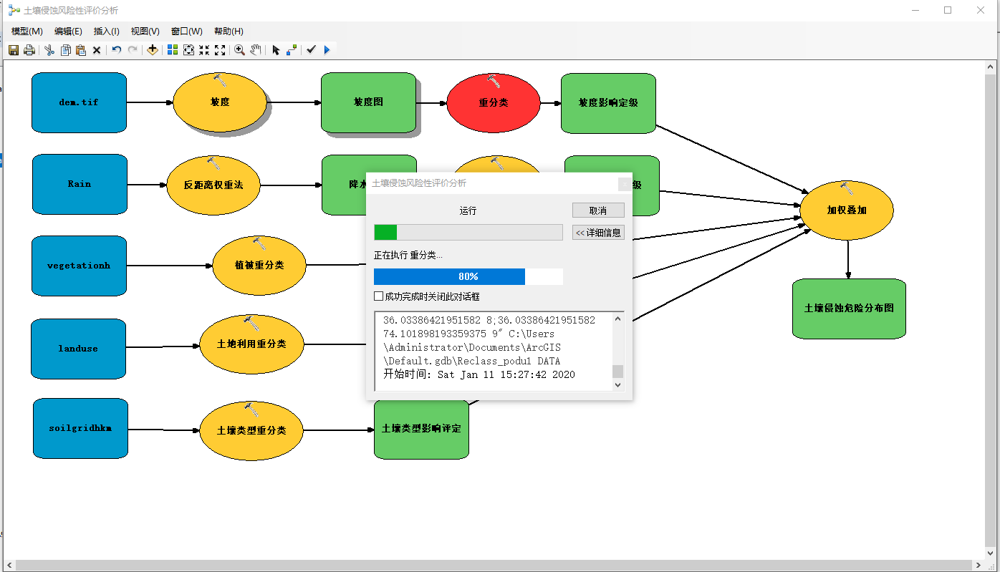 土壤侵蚀风险性评价分析
模型(M) 编辑(E) 插入(I) 视图(V) 窗口(W) 帮助(H)
dem.tif 坡度 坡度图 重分类 坡度影响定级
Rain 反距离权重法 降水 级
加权叠加
土壤侵蚀风险性评价分析
运行 取消
<< 详细信息
正在执行 重分类...
80%
成功完成时关闭此对话框
36.03386421951582 8;36.03386421951582
74.101898193359375 9" C:\Users
\Administrator\Documents\ArcGIS
\Default.gdb\Reclass_podu1 DATA
开始时间: Sat Jan 11 15:27:42 2020
vegetationh 植被重分类
土壤侵蚀危险分布图
landuse 土地利用重分类
soilgridhkm 土壤类型重分类 土壤类型影响评定